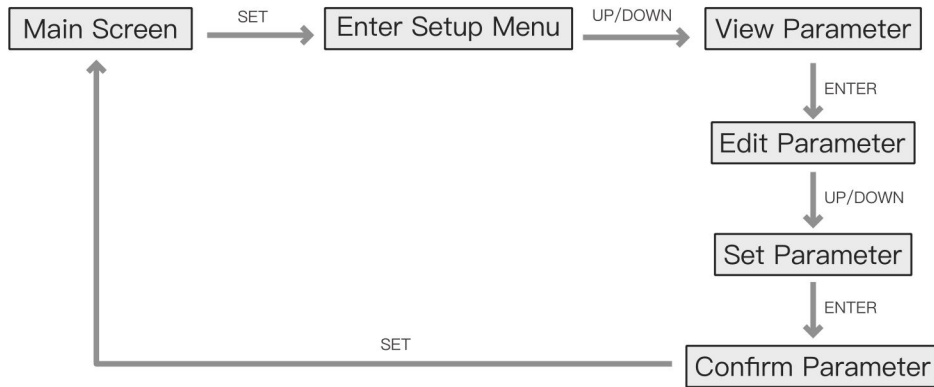 Main Screen
SET
Enter Setup Menu
UP/DOWN
View Parameter
ENTER
Edit Parameter
UP/DOWN
Set Parameter
ENTER
Confirm Parameter
SET